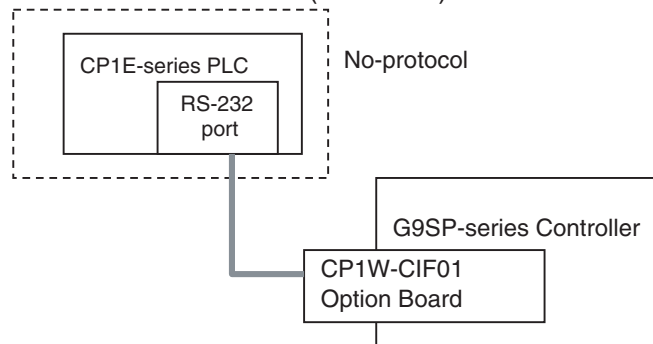 CP1E-series PLC
No-protocol
RS-232
port
G9SP-series Controller
CP1W-CIF01
Option Board